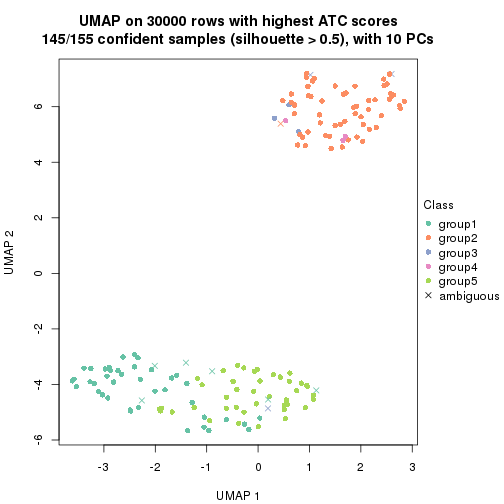 UMAP on 30000 rows with highest ATC scores
145/155 confident samples (silhouette > 0.5), with 10 PCs
6
4
2
0
-2
-4
-6
UMAP 2
-3
-2
-1
0
1
2
3
UMAP 1
Class
group1
group2
group3
group4
group5
ambiguous